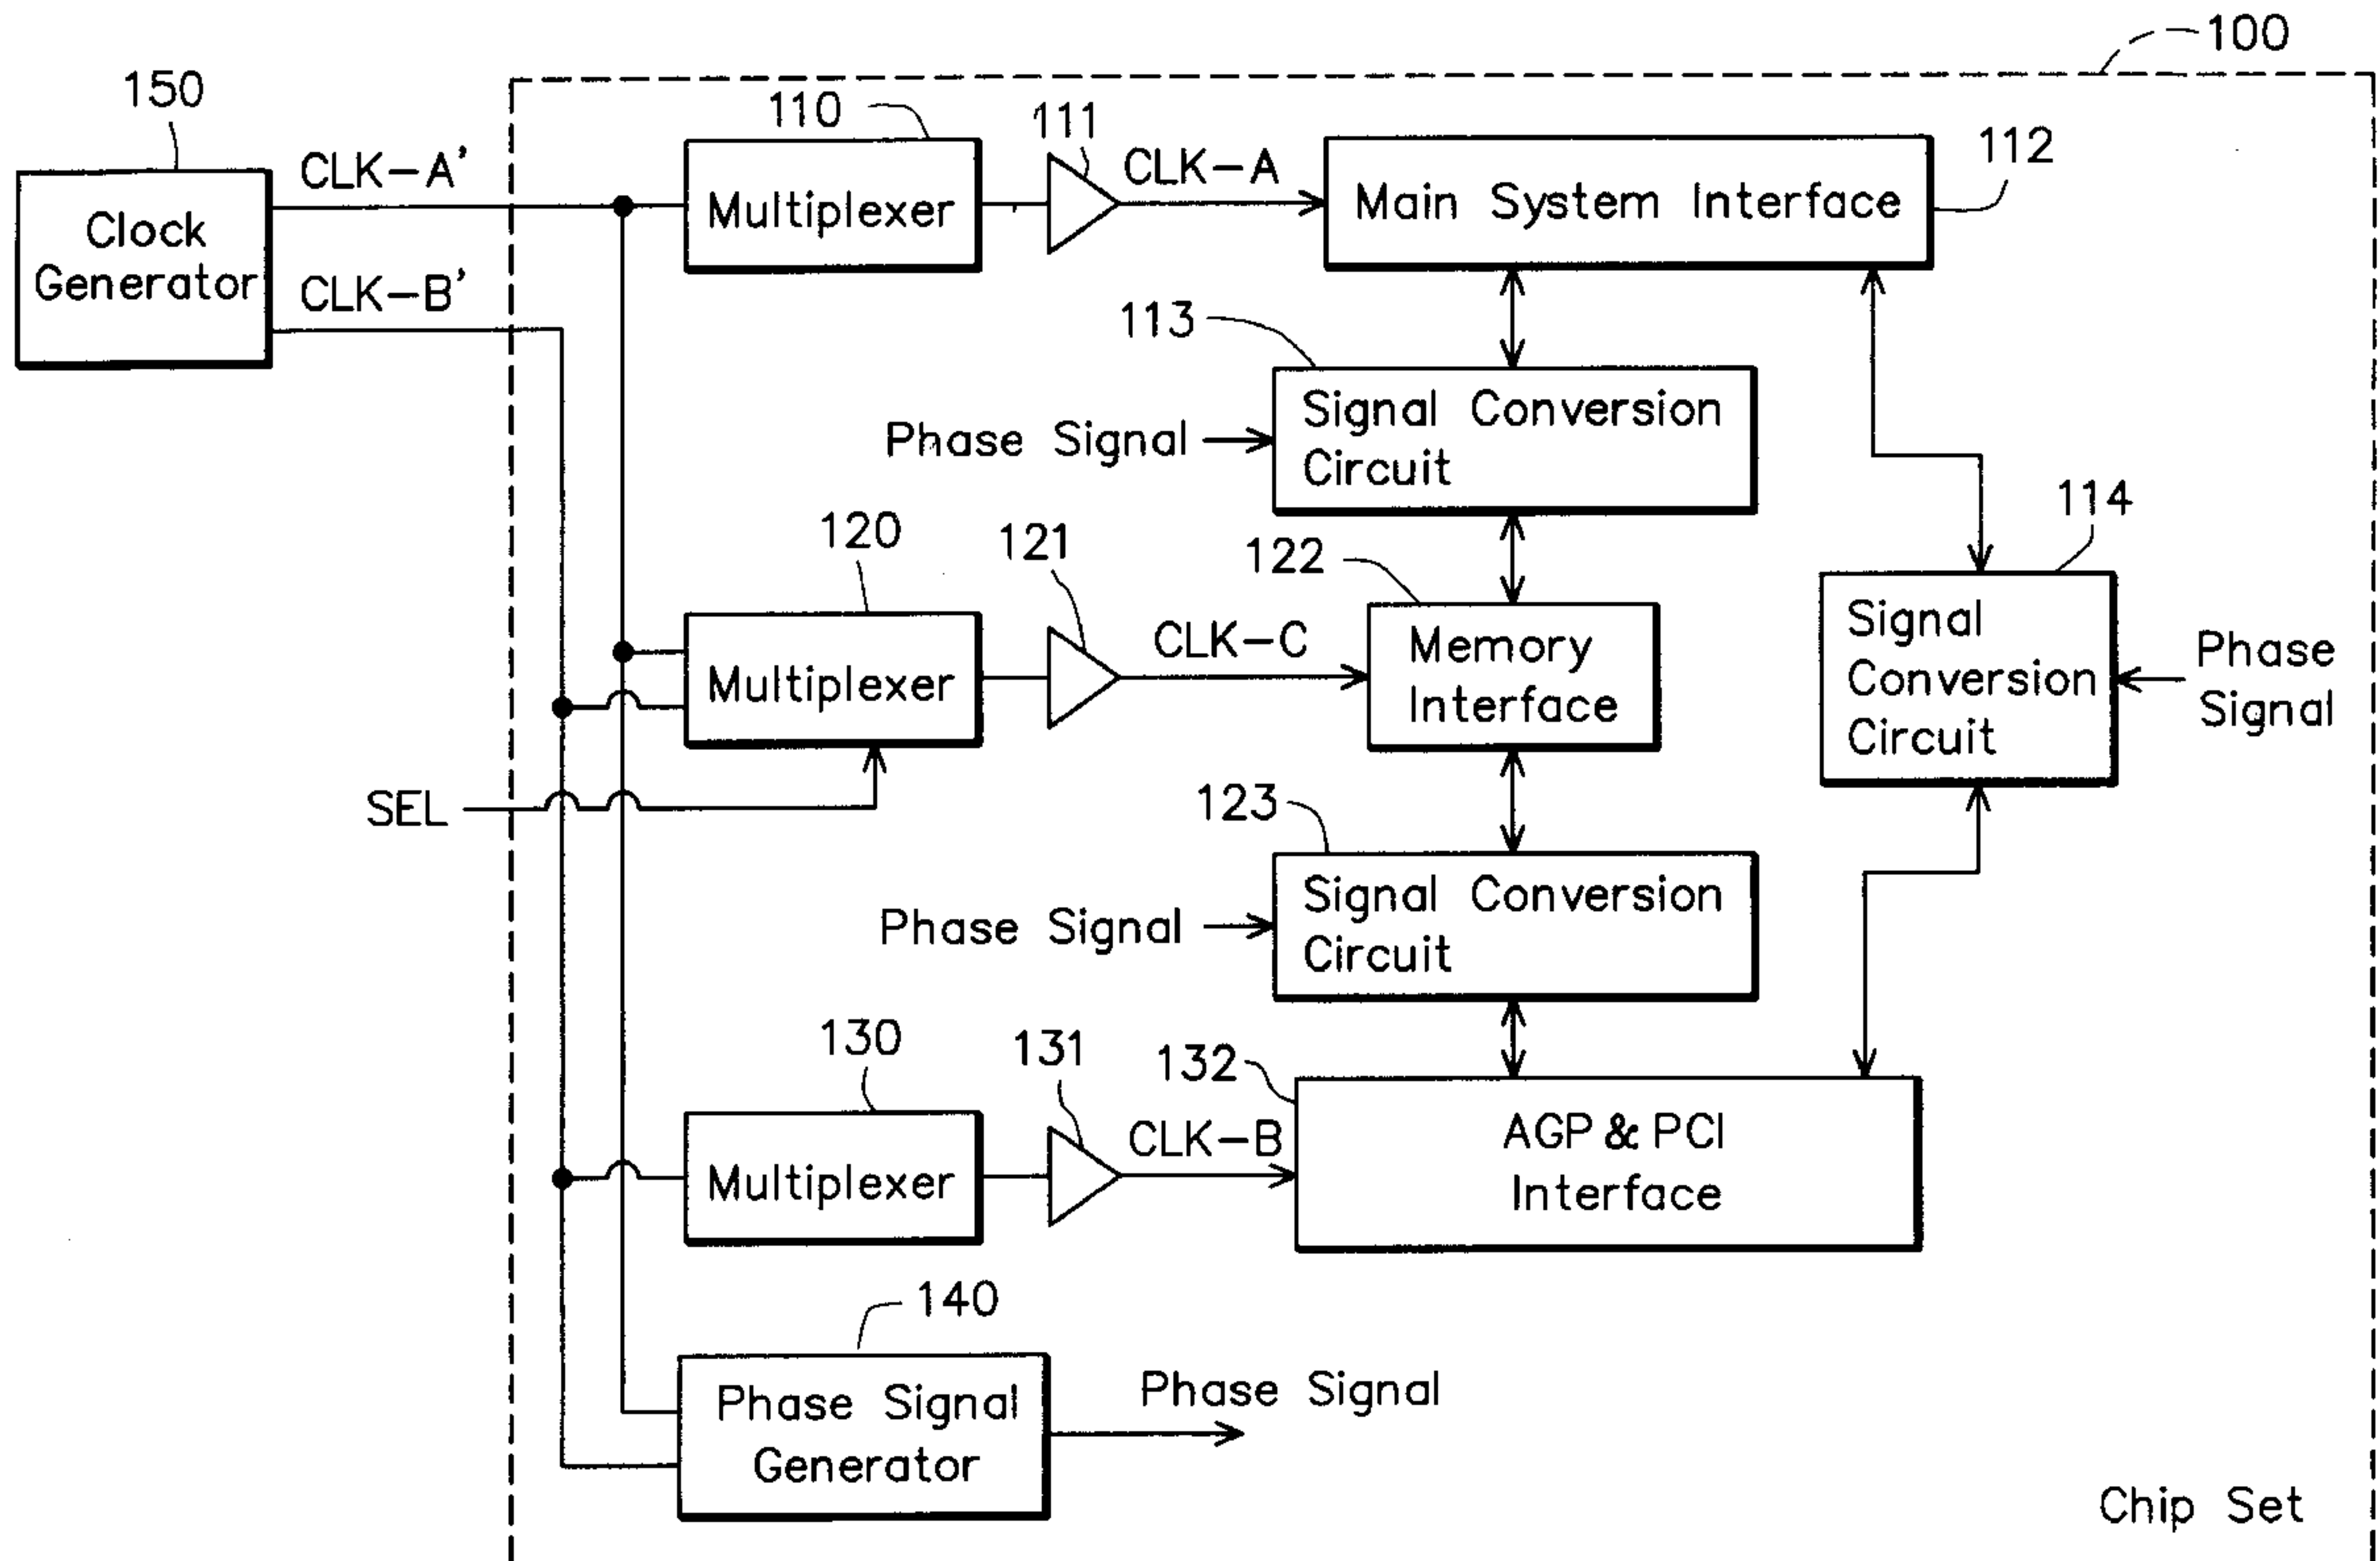 100
150
110
111
112
CLK-A'
CLK-A
Clock
Generator
Multiplexer
Main System Interface
CLK-B'
113
Signal Conversion
Circuit
Phase Signal
114
120
121
122
Signal
Conversion
Circuit
Phase
Signal
CLK-C
Memory
Interface
Multiplexer
SEL
123
Signal Conversion
Circuit
Phase Signal
130
131
132
CLK-B
AGP & PCI
Interface
Multiplexer
140
Phase Signal
Generator
Phase Signal
Chip Set